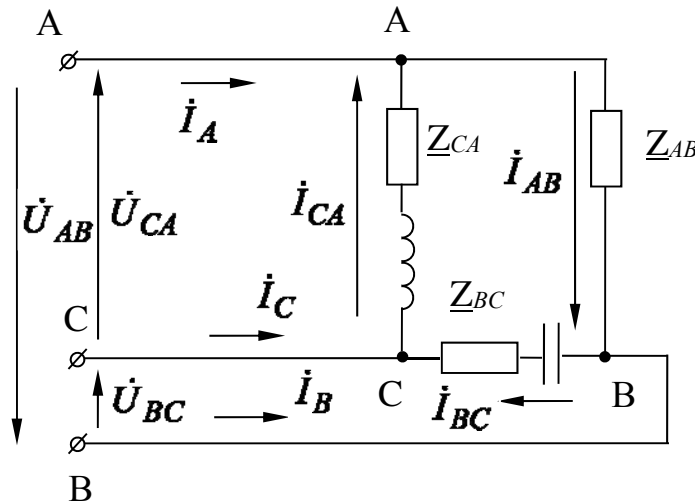 A A
İ_A
Z_CA
Z_AB
İ_AB
U̇_AB U̇_CA
İ_CA
C
İ_C
Z_BC
U̇_BC
İ_B
C
İ_BC
B
B